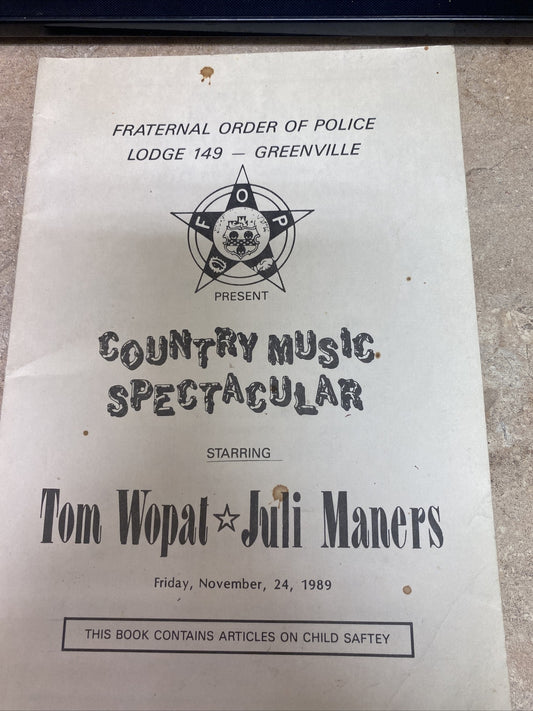 FRATERNAL ORDER OF POLICE
LODGE 149 — GREENVILLE
F O P
PRESENT
COUNTRY MUSIC
SPECTACULAR
STARRING
Tom Wopat ☆ Juli Maners
Friday, November, 24, 1989
THIS BOOK CONTAINS ARTICLES ON CHILD SAFTEY